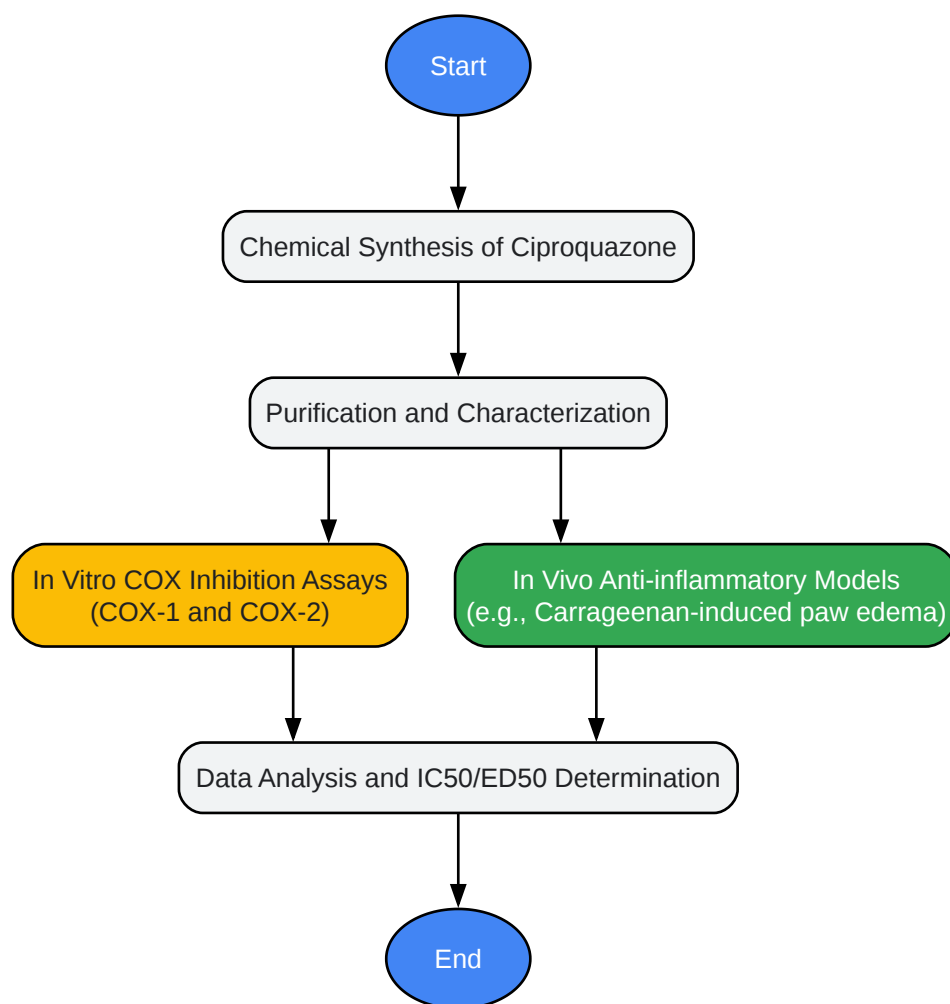 Start
Chemical Synthesis of Ciproquazone
Purification and Characterization
In Vitro COX Inhibition Assays
(COX-1 and COX-2)
In Vivo Anti-inflammatory Models
(e.g., Carrageenan-induced paw edema)
Data Analysis and IC50/ED50 Determination
End